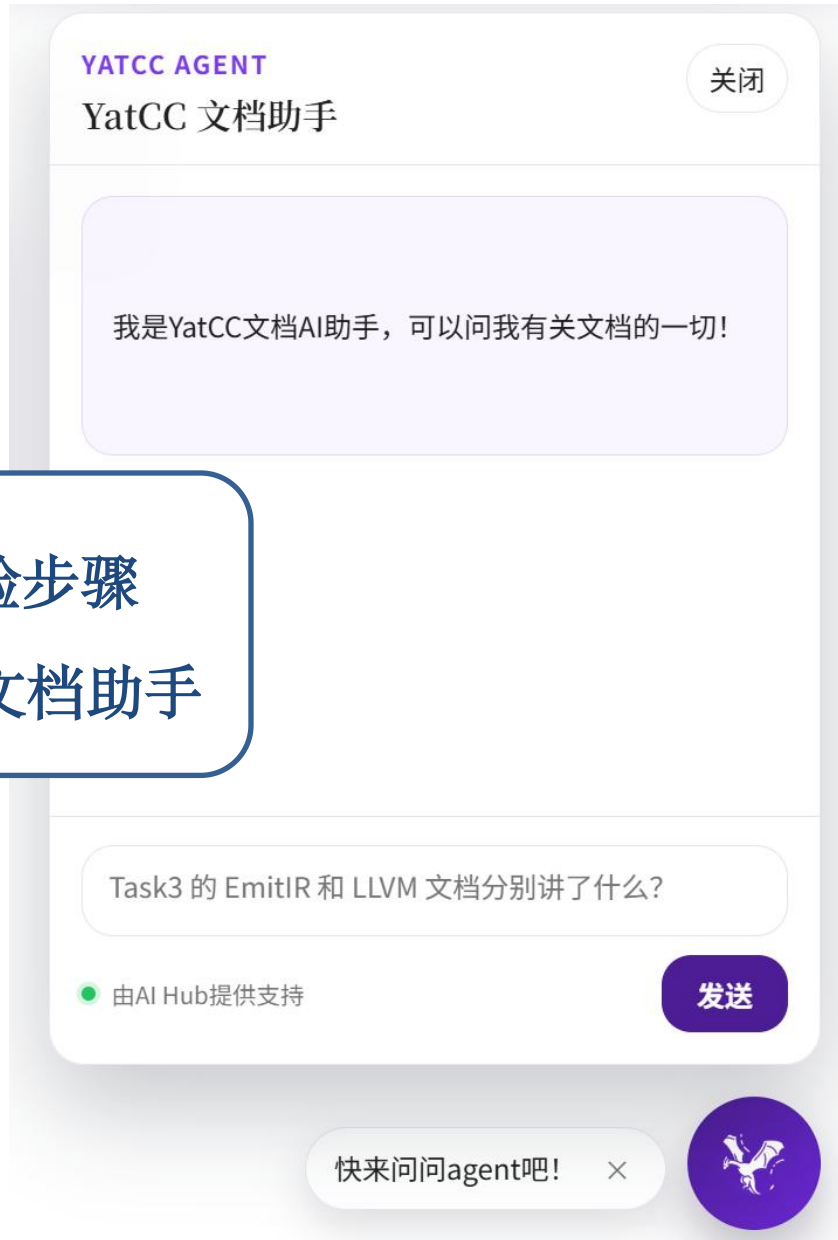 YATCC AGENT
YatCC 文档助手
关闭
我是YatCC文档AI助手，可以问我有关文档的一切！
步骤
文档助手
Task3 的 EmitIR 和 LLVM 文档分别讲了什么？
由AI Hub提供支持
发送
快来问问agent吧！